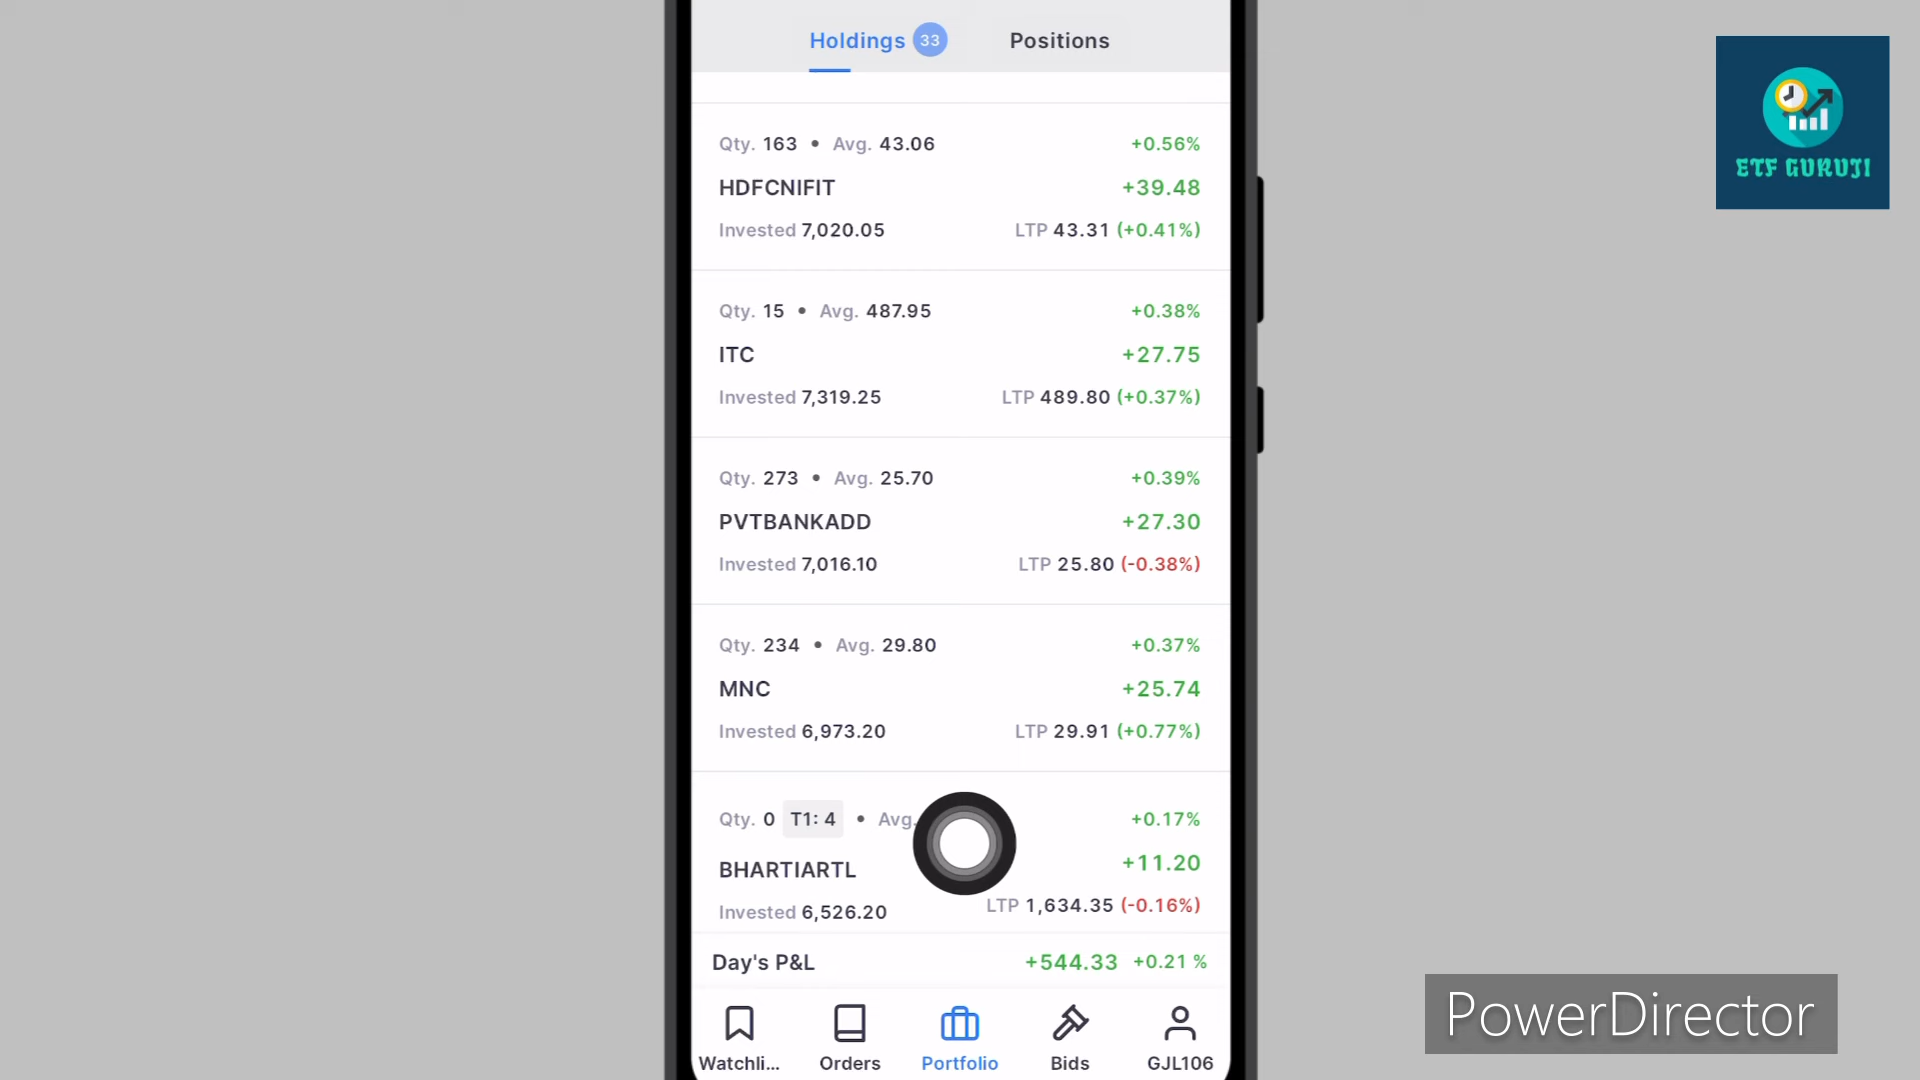 Holdings 33 Positions
ETF GURUJI
Qty. 163 • Avg. 43.06 +0.56%
HDFCNIFIT +39.48
Invested 7,020.05 LTP 43.31 (+0.41%)
Qty. 15 • Avg. 487.95 +0.38%
ITC +27.75
Invested 7,319.25 LTP 489.80 (+0.37%)
Qty. 273 • Avg. 25.70 +0.39%
PVTBANKADD +27.30
Invested 7,016.10 LTP 25.80 (-0.38%)
Qty. 234 • Avg. 29.80 +0.37%
MNC +25.74
Invested 6,973.20 LTP 29.91 (+0.77%)
Qty. 0 T1: 4 • Avg. +0.17%
BHARTIARTL +11.20
Invested 6,526.20 LTP 1,634.35 (-0.16%)
Day's P&L +544.33 +0.21 %
Watchli... Orders Portfolio Bids GJL106
PowerDirector